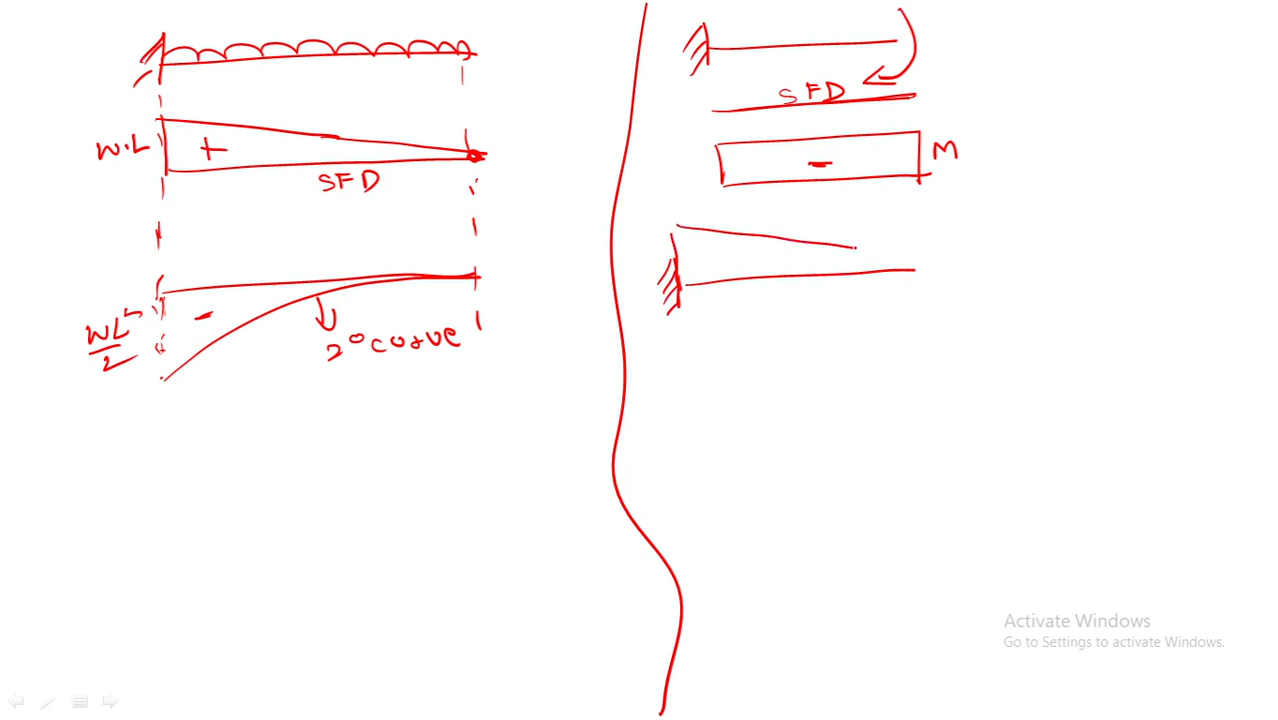 W.L
+
SFD
WL²
2
-
2° curve
SFD
-
M
Activate Windows
Go to Settings to activate Windows.